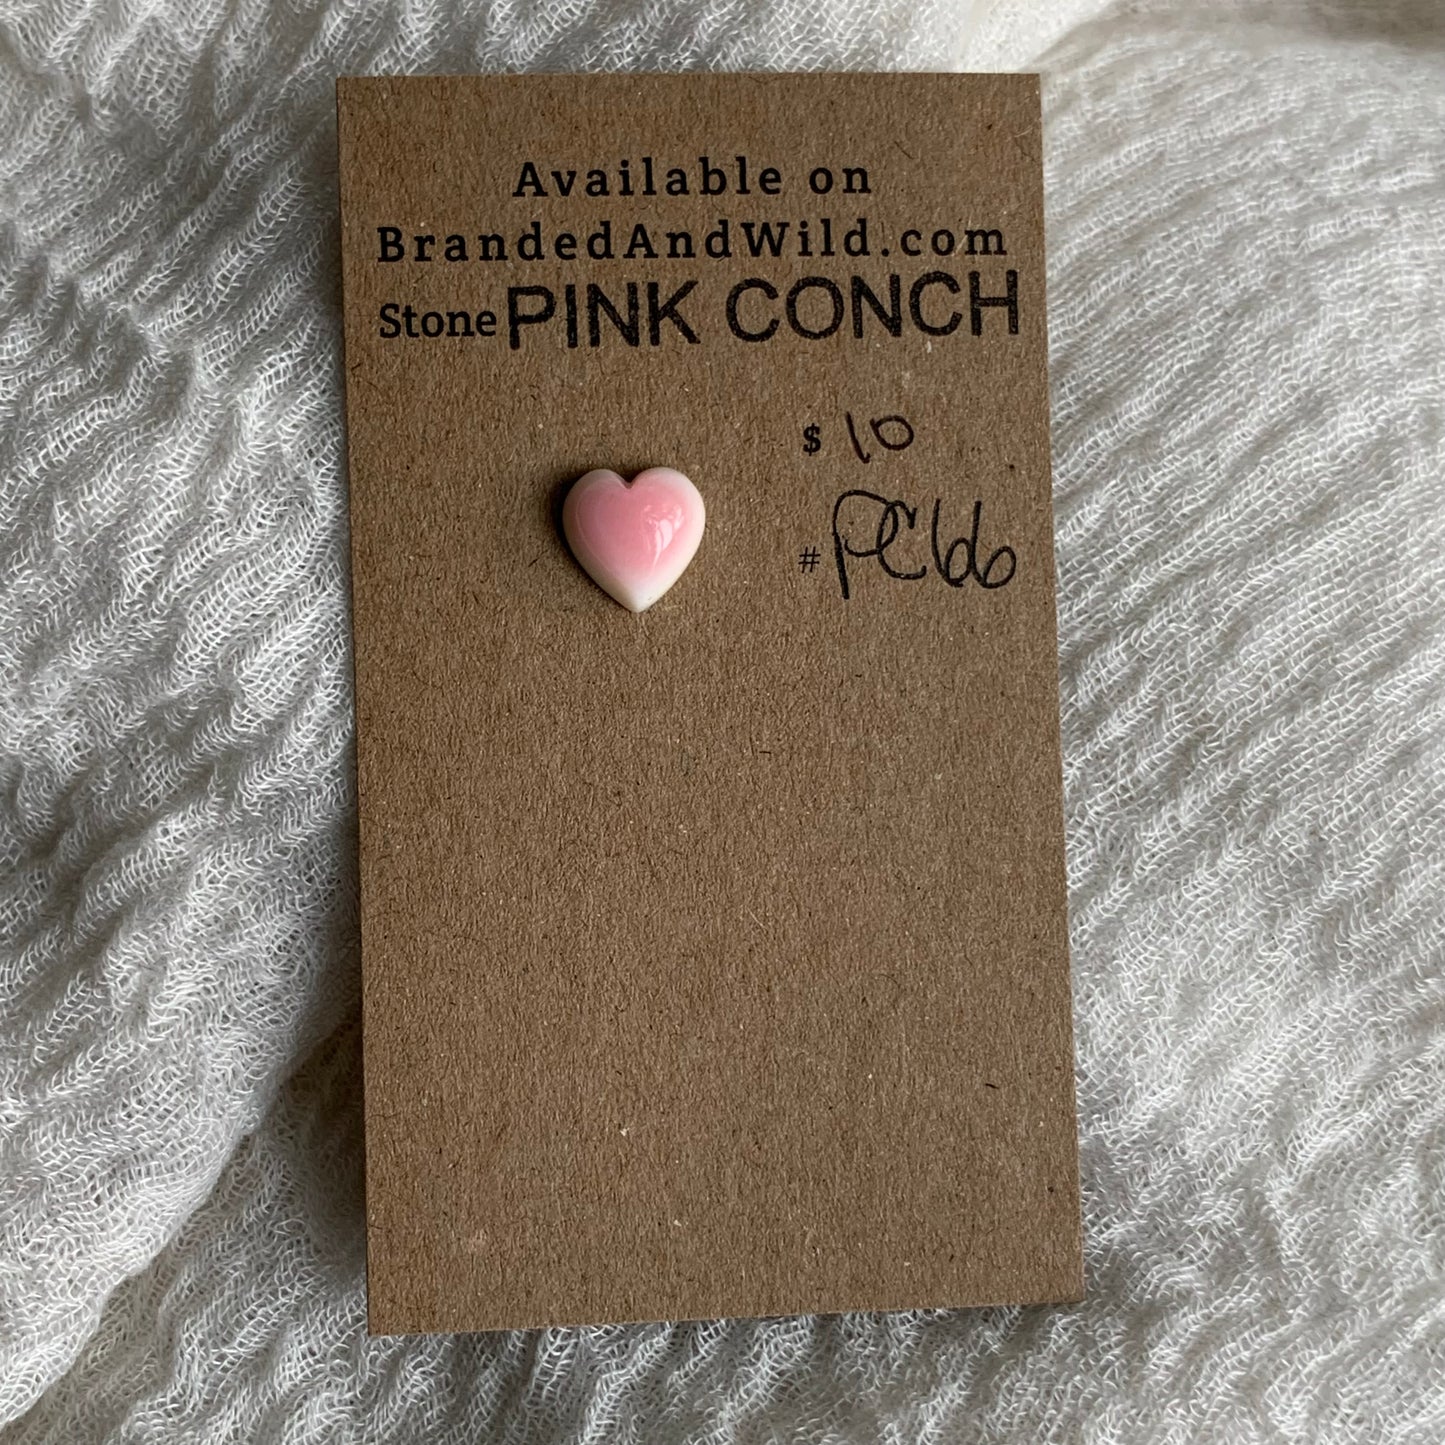 Available on
BrandedAndWild.com
Stone PINK CONCH
$ 10
# PC66